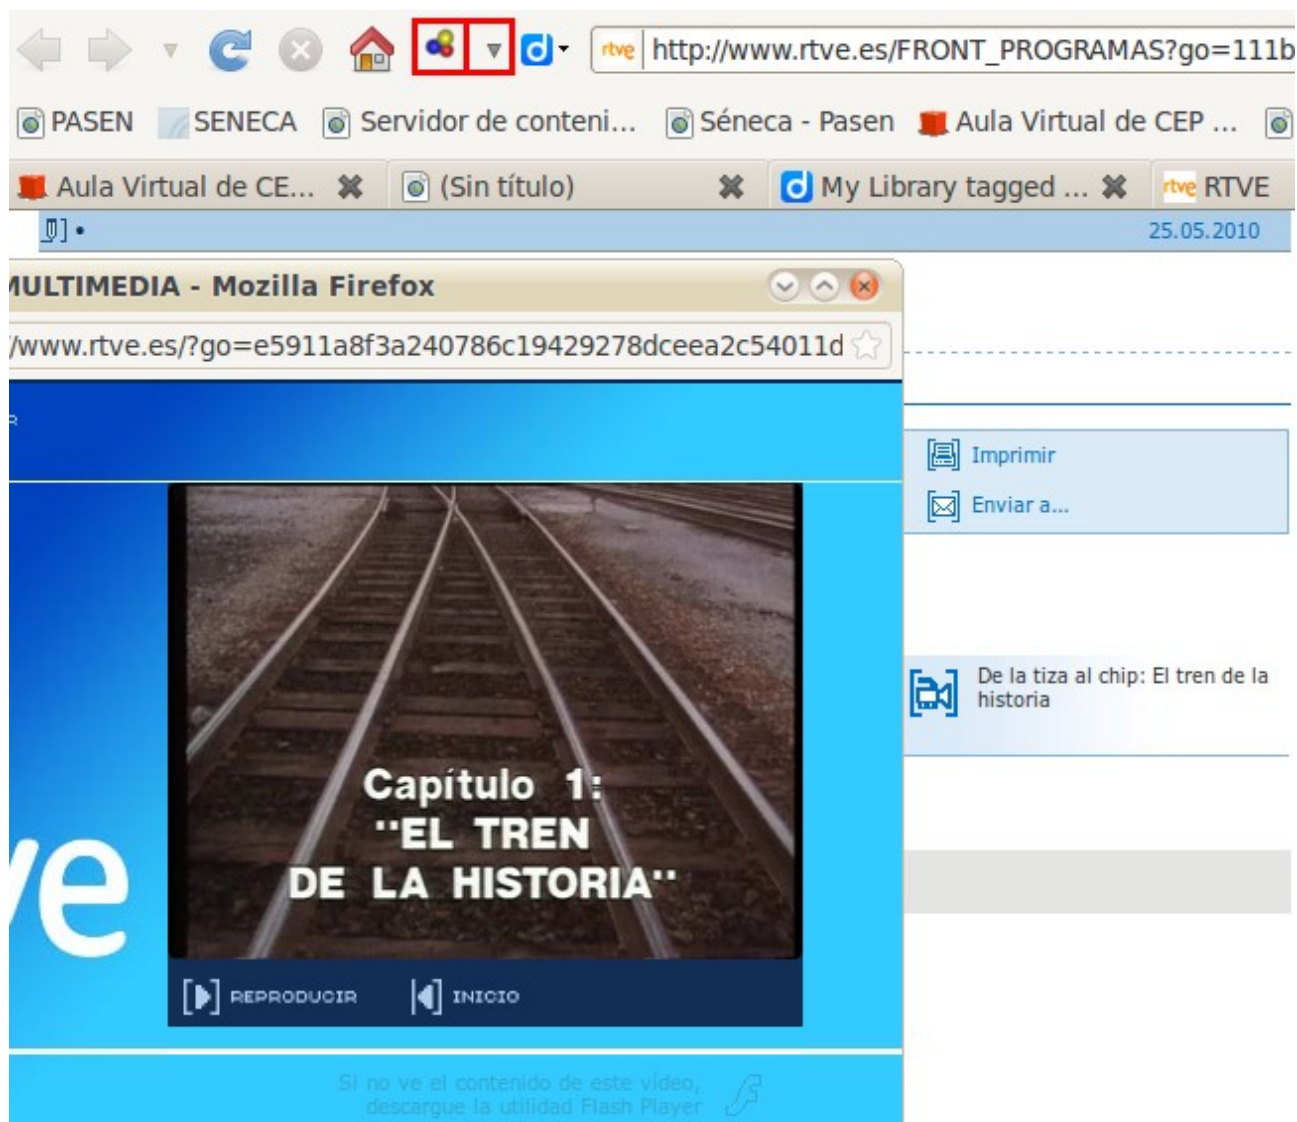 rtve http://www.rtve.es/FRONT_PROGRAMAS?go=111b
PASEN SENECA Servidor de conteni... Séneca - Pasen Aula Virtual de CEP ...
Aula Virtual de CE... (Sin título) My Library tagged ... rtve RTVE
25.05.2010
MULTIMEDIA - Mozilla Firefox
/www.rtve.es/?go=e5911a8f3a240786c19429278dceea2c54011d
R
Imprimir
Enviar a...
De la tiza al chip: El tren de la
historia
Capítulo 1:
"EL TREN
DE LA HISTORIA"
ve
REPRODUCIR INICIO
Si no ve el contenido de este vídeo,
descargue la utilidad Flash Player